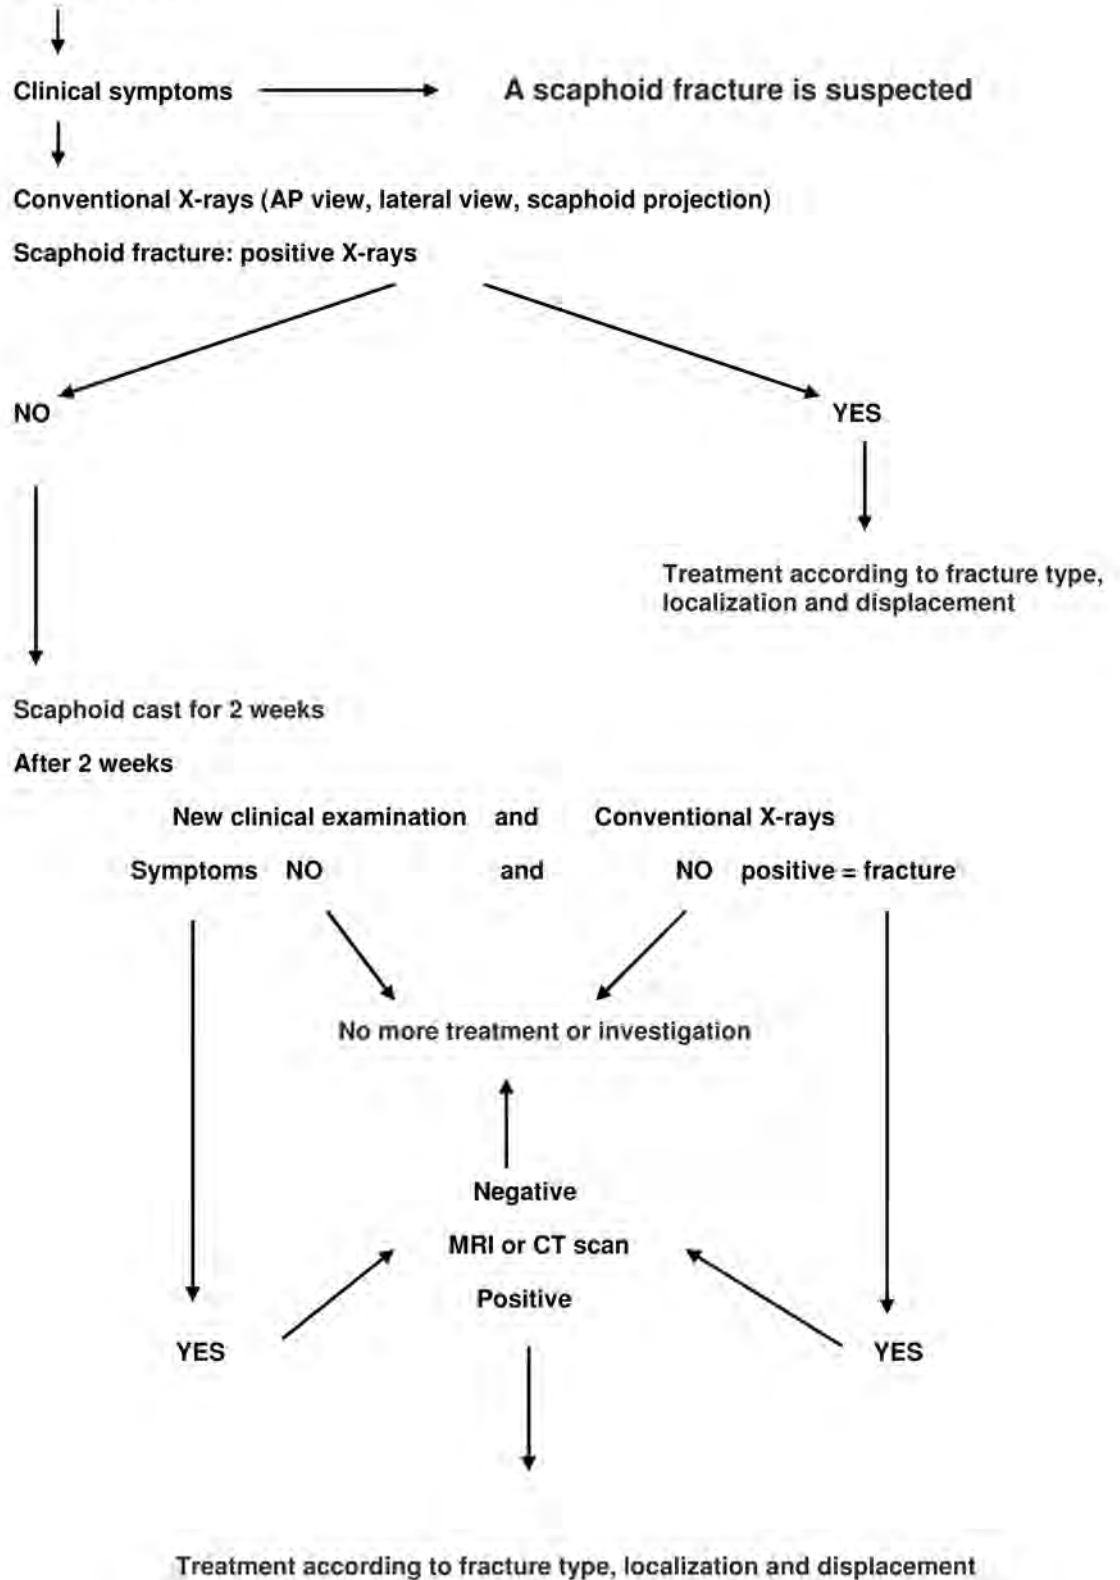 Clinical symptoms A scaphoid fracture is suspected
Conventional X-rays (AP view, lateral view, scaphoid projection)
Scaphoid fracture: positive X-rays
NO YES
Treatment according to fracture type,
localization and displacement
Scaphoid cast for 2 weeks
After 2 weeks
New clinical examination and Conventional X-rays
Symptoms NO and NO positive = fracture
No more treatment or investigation
Negative
MRI or CT scan
Positive
YES YES
Treatment according to fracture type, localization and displacement